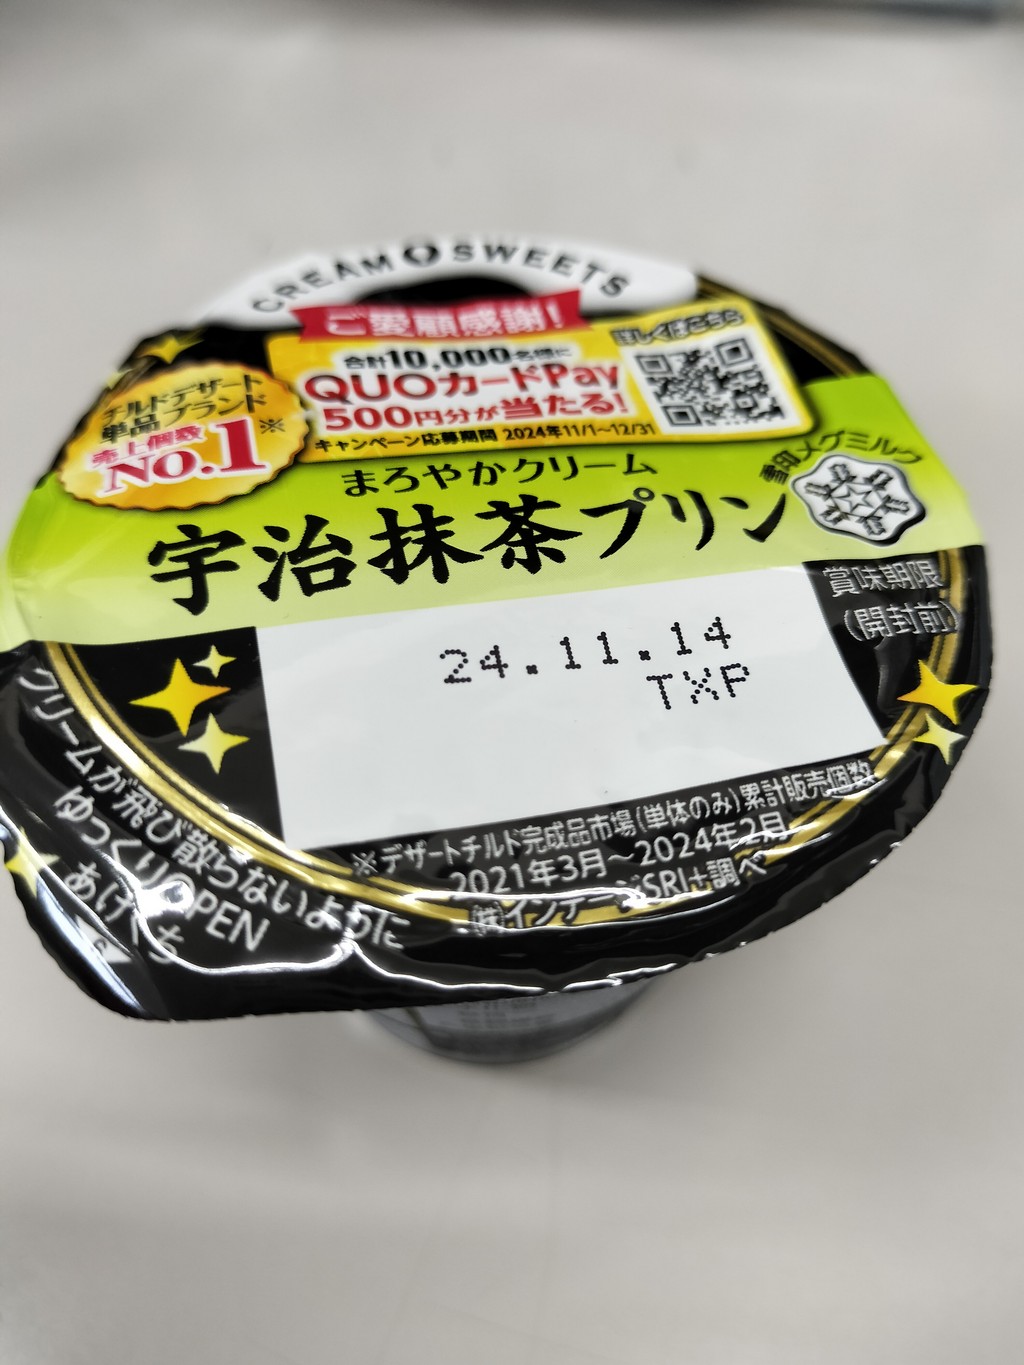 CREAM SWEETS
ご愛顧感謝!
合計10,000名様に
QUOカードPay
500円分が当たる!
キャンペーン応募期間 2024年11/1~12/31
詳しくはこちら
チルドデザート
単品ブランド
売上個数
No.1※
まろやかクリーム
宇治抹茶プリン
雪印メグミルク
賞味期限
(開封前)
24.11.14
TXP
※デザートチルド完成品市場(単体のみ)累計販売個数
2021年3月~2024年2月
㈱インテージSRI+調べ
クリームが飛び散らないように
ゆっくりOPEN
あけくち